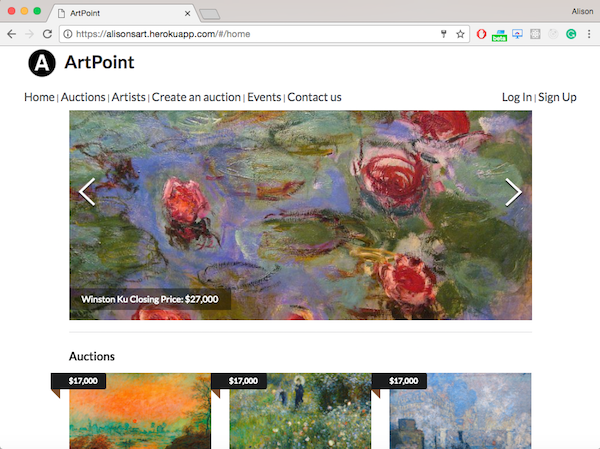 ArtPoint
Alison
https://alisonsart.herokuapp.com/#/home
beta
A ArtPoint
Home | Auctions | Artists | Create an auction | Events | Contact us
Log In | Sign Up
Winston Ku Closing Price: $27,000
Auctions
$17,000
$17,000
$17,000